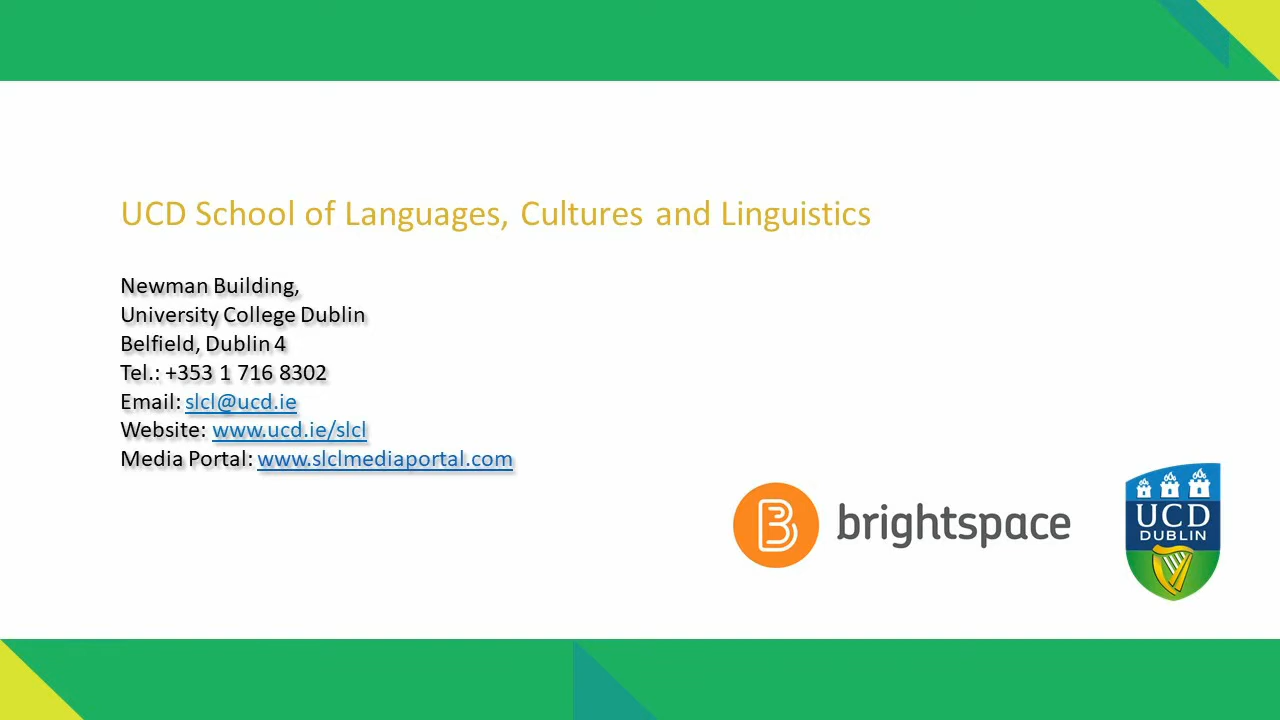 UCD School of Languages, Cultures and Linguistics
Newman Building,
University College Dublin
Belfield, Dublin 4
Tel.: +353 1 716 8302
Email: slcl@ucd.ie
Website: www.ucd.ie/slcl
Media Portal: www.slclmediaportal.com
B brightspace
UCD
DUBLIN